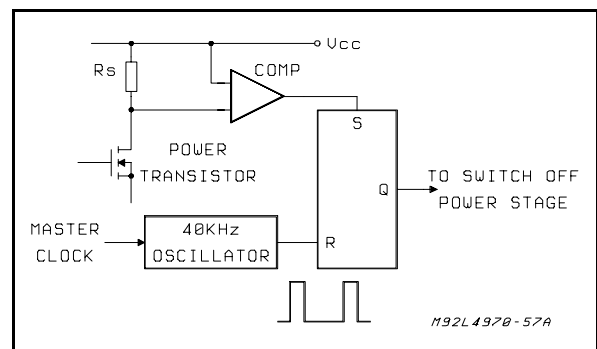 Vcc
Rs
COMP
S
POWER
TRANSISTOR
Q
TO SWITCH OFF
POWER STAGE
MASTER
CLOCK
40KHz
OSCILLATOR
R
M92L4970-57A